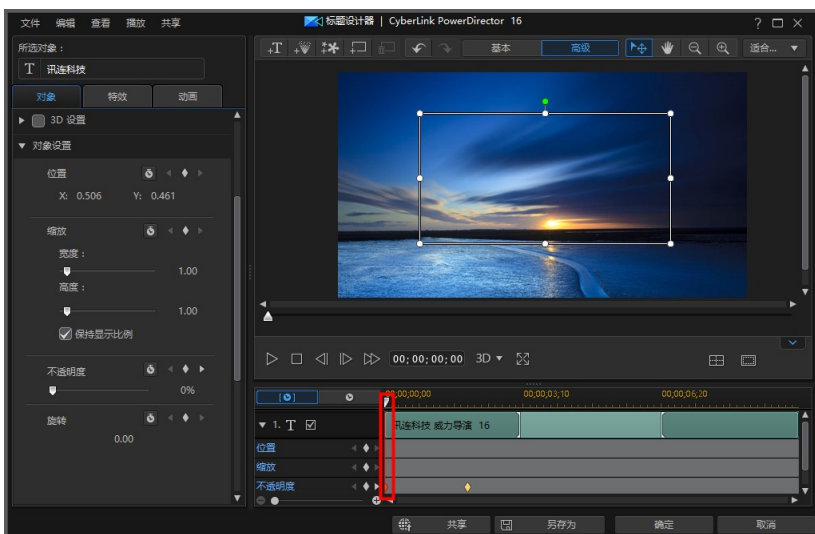 文件 编辑 查看 播放 共享 标题设计器 | CyberLink PowerDirector 16
所选对象：
T 讯连科技
基本 高级 适合...
对象 特效 动画
3D 设置
对象设置
位置
X: 0.506 Y: 0.461
缩放
宽度：
1.00
高度：
1.00
保持显示比例
不透明度
0%
旋转
0.00
00;00;00;00 3D
00;00;00;00 00;00;03;10 00;00;06;20
1. T 讯连科技 威力导演 16
位置
缩放
不透明度
共享 另存为 确定 取消